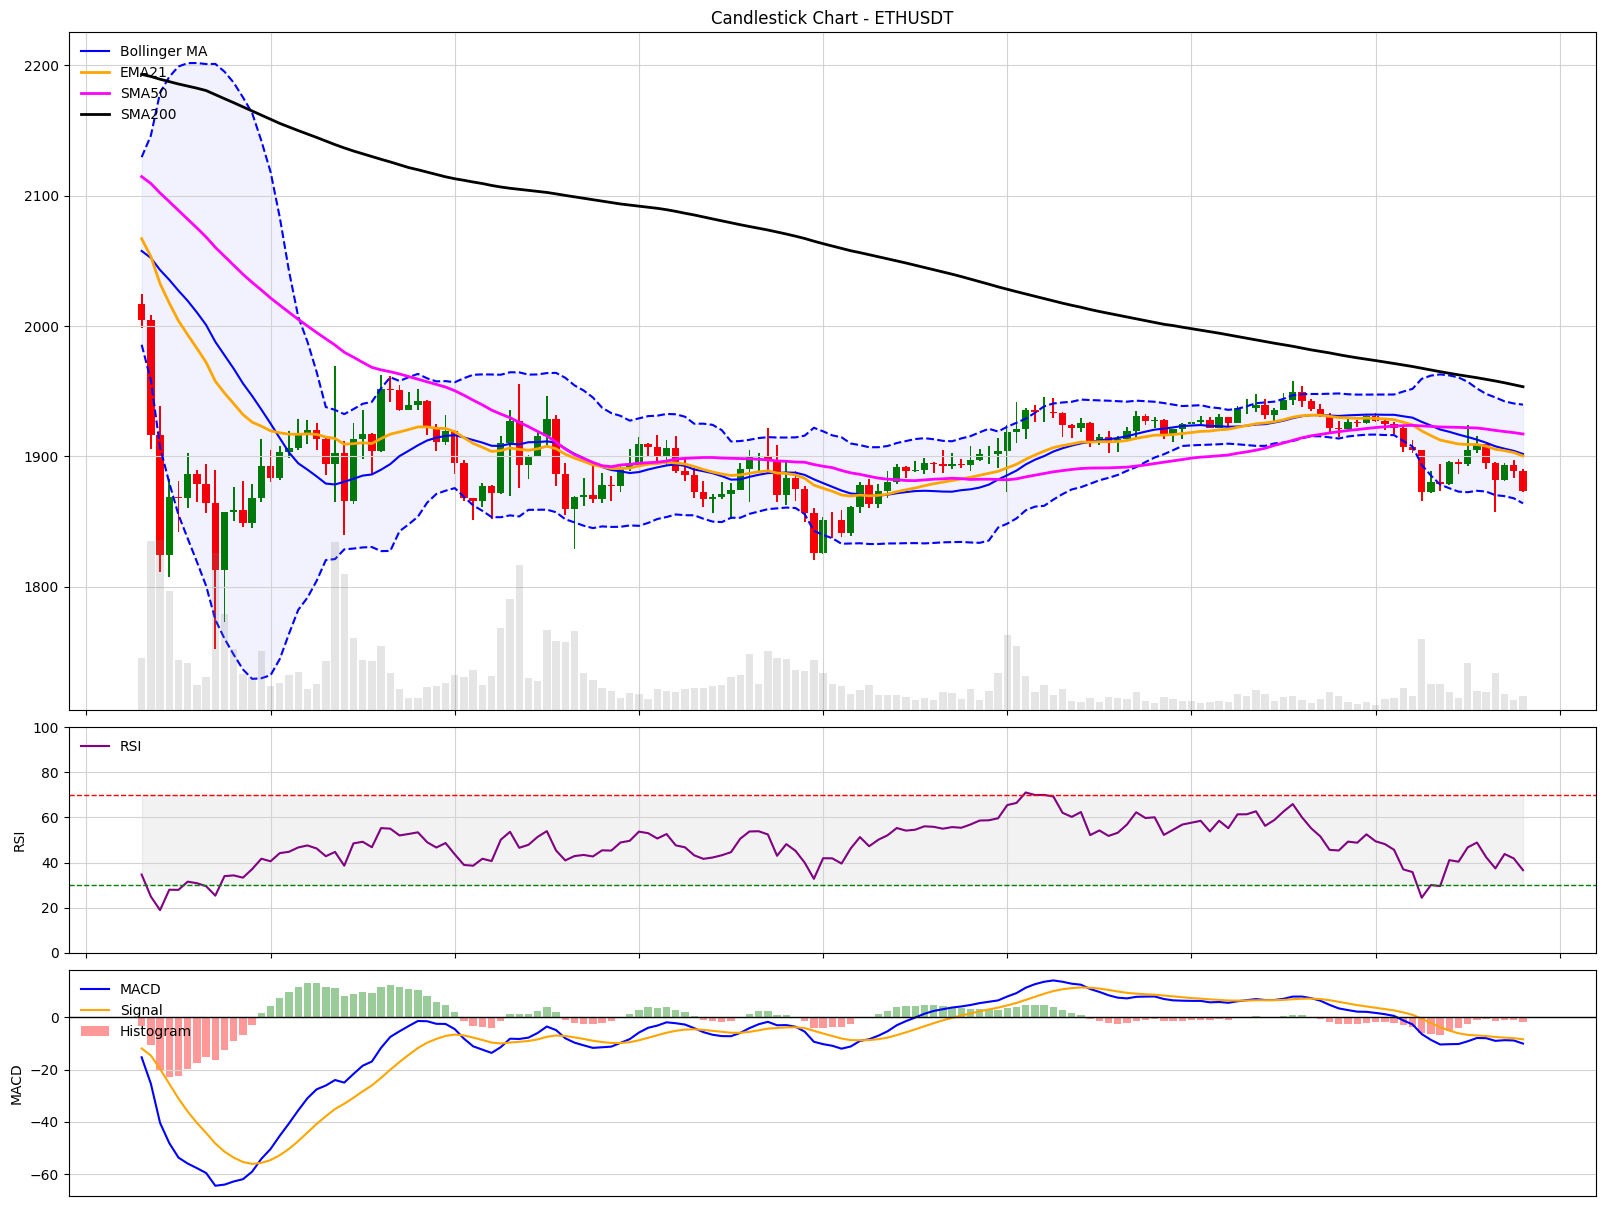 Candlestick Chart - ETHUSDT
Bollinger MA
EMA21
SMA50
SMA200
2200
2100
2000
1900
1800
RSI
100
80
60
40
20
0
RSI
MACD
Signal
Histogram
0
−20
−40
−60
MACD